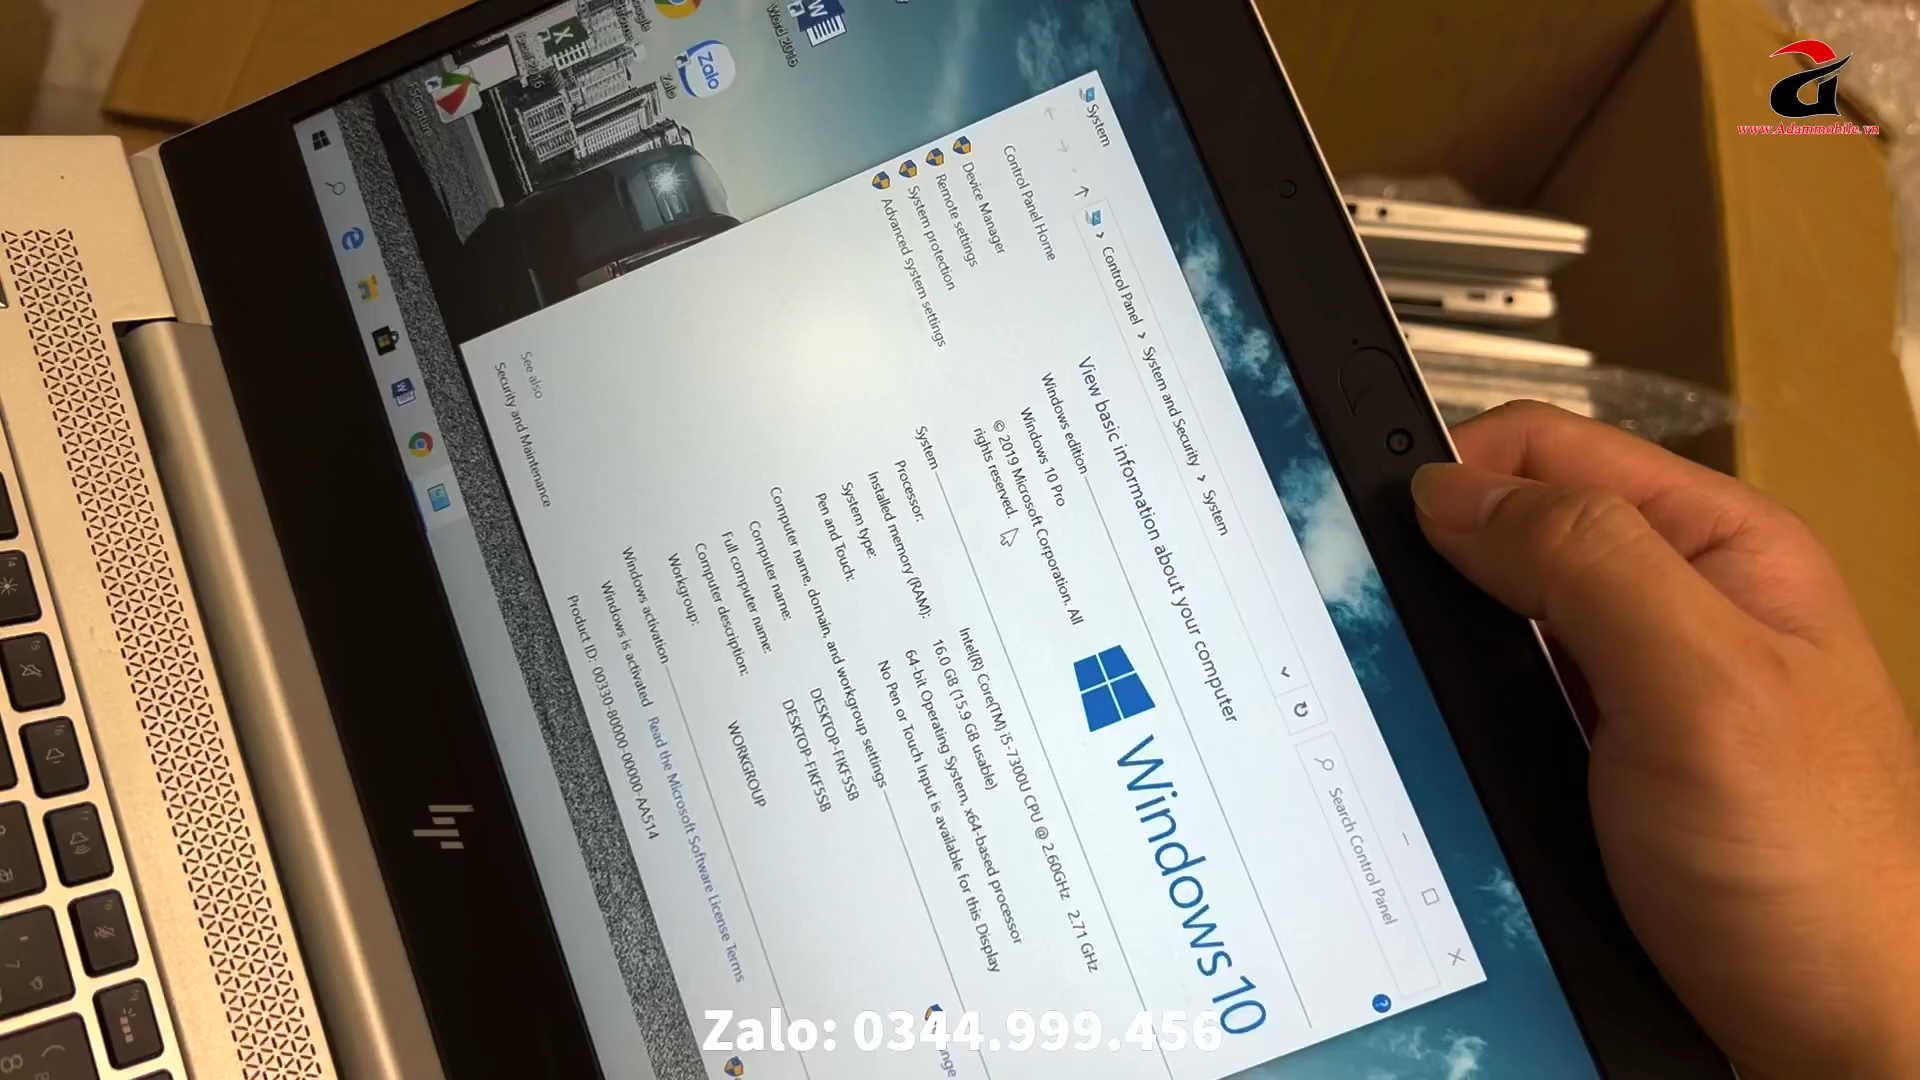 www.Adammobile.vn
Word 2016
Zalo
Zalo
FSCapture
System
Control Panel › System and Security › System
Search Control Panel
Control Panel Home
Device Manager
Remote settings
System protection
Advanced system settings
See also
Security and Maintenance
View basic information about your computer
Windows edition
Windows 10 Pro
© 2019 Microsoft Corporation. All
rights reserved.
Windows 10
System
Processor: Intel(R) Core(TM) i5-7300U CPU @ 2.60GHz 2.71 GHz
Installed memory (RAM): 16.0 GB (15.9 GB usable)
System type: 64-bit Operating System, x64-based processor
Pen and Touch: No Pen or Touch Input is available for this Display
Computer name, domain, and workgroup settings
Computer name: DESKTOP-FIKF5SB
Full computer name: DESKTOP-FIKF5SB
Computer description:
Workgroup: WORKGROUP
Windows activation
Windows is activated Read the Microsoft Software License Terms
Product ID: 00330-80000-00000-AA514
hp
Zalo: 0344.999.456